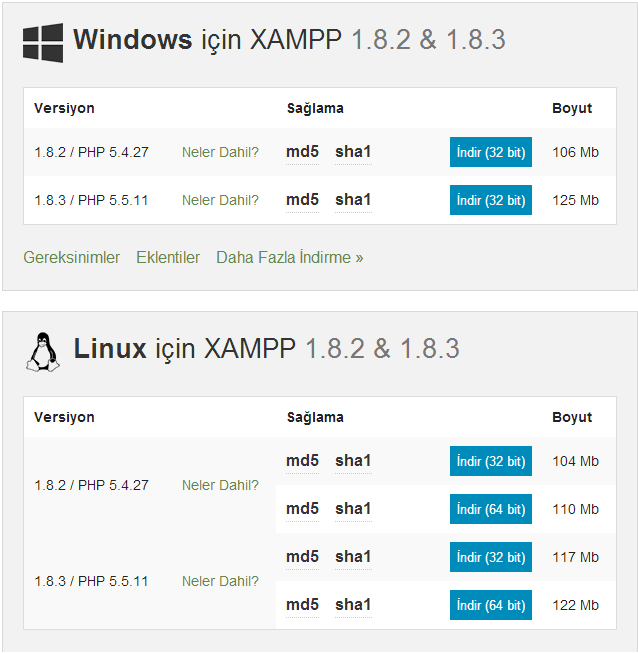 Windows için XAMPP 1.8.2 & 1.8.3
Versiyon Sağlama Boyut
1.8.2 / PHP 5.4.27 Neler Dahil? md5 sha1 İndir (32 bit) 106 Mb
1.8.3 / PHP 5.5.11 Neler Dahil? md5 sha1 İndir (32 bit) 125 Mb
Gereksinimler Eklentiler Daha Fazla İndirme »
Linux için XAMPP 1.8.2 & 1.8.3
Versiyon Sağlama Boyut
md5 sha1 İndir (32 bit) 104 Mb
1.8.2 / PHP 5.4.27 Neler Dahil?
md5 sha1 İndir (64 bit) 110 Mb
md5 sha1 İndir (32 bit) 117 Mb
1.8.3 / PHP 5.5.11 Neler Dahil?
md5 sha1 İndir (64 bit) 122 Mb